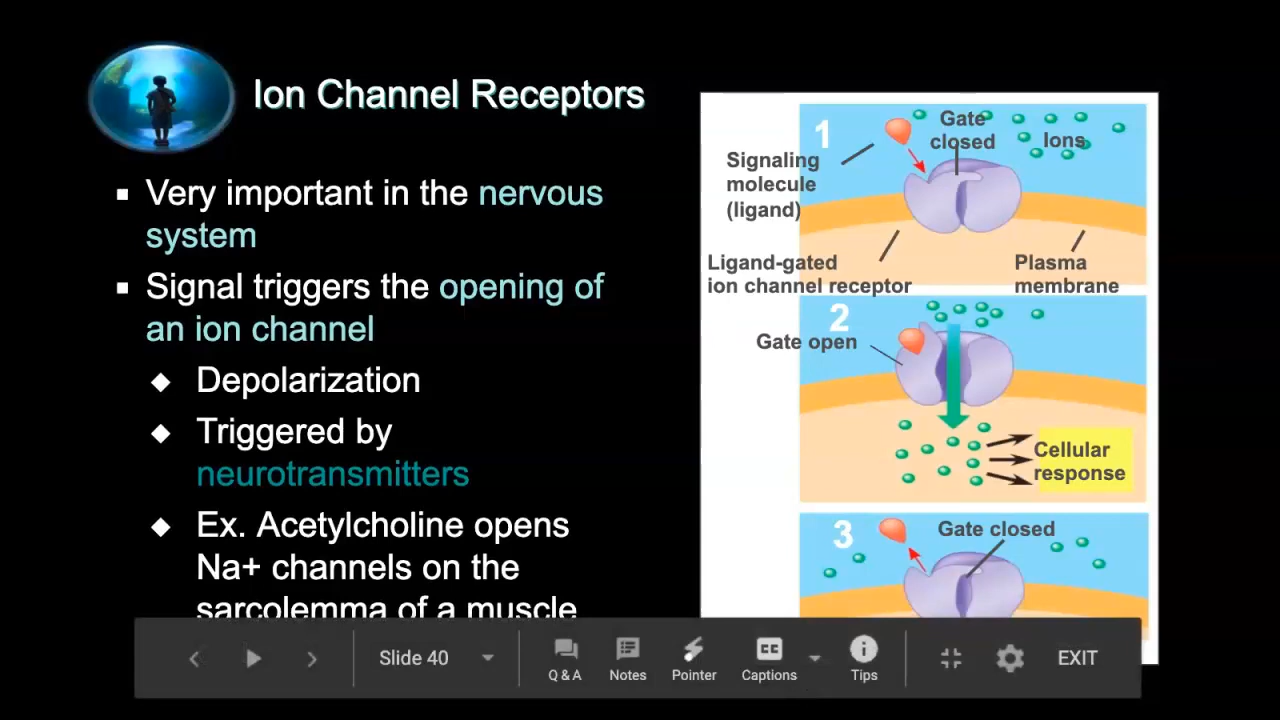 Ion Channel Receptors
▪ Very important in the nervous
system
▪ Signal triggers the opening of
an ion channel
◆ Depolarization
◆ Triggered by
neurotransmitters
◆ Ex. Acetylcholine opens
Na+ channels on the
sarcolemma of a muscle
1
Gate
closed
Ions
Signaling
molecule
(ligand)
Ligand-gated
ion channel receptor
Plasma
membrane
2
Gate open
Cellular
response
3
Gate closed
Slide 40
Q & A
Notes
Pointer
CC
Captions
Tips
EXIT